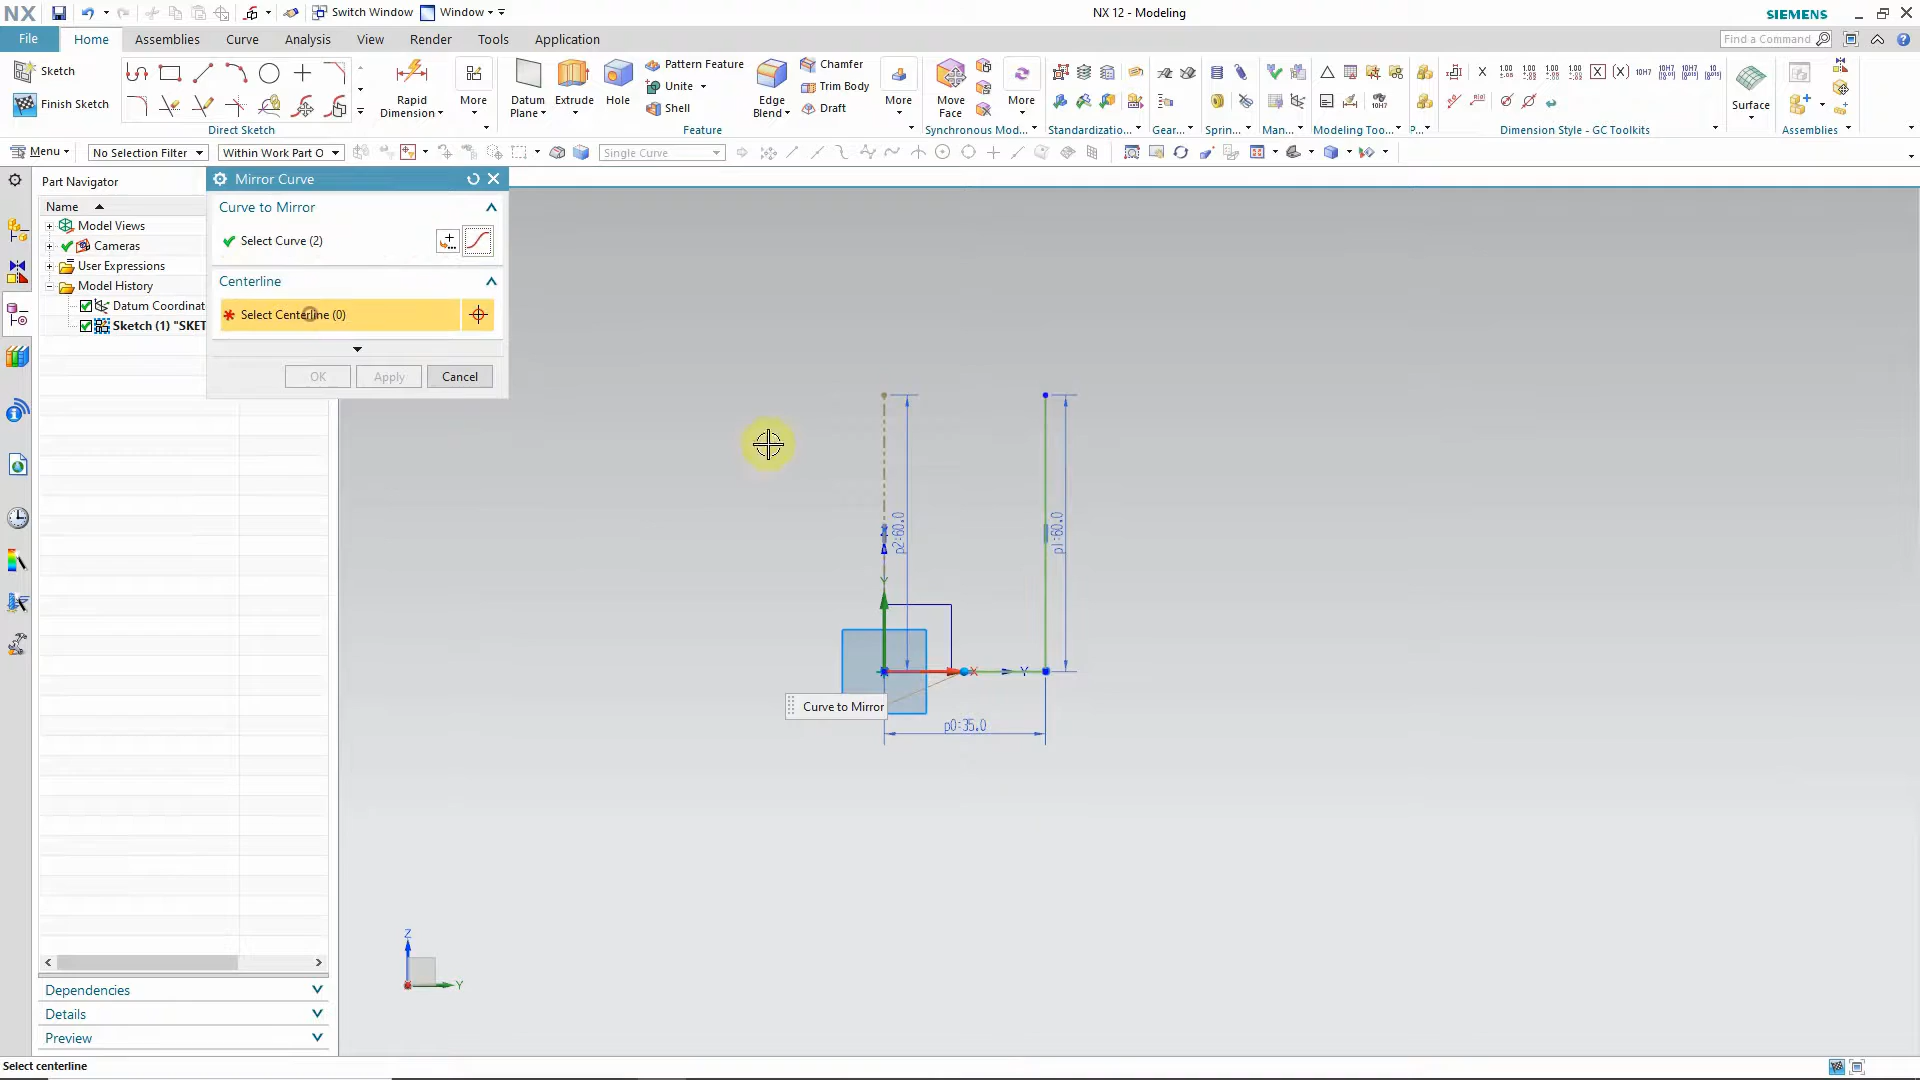 NX
Switch Window
Window
NX 12 - Modeling
SIEMENS
File
Home
Assemblies
Curve
Analysis
View
Render
Tools
Application
Find a Command
Sketch
Finish Sketch
Direct Sketch
Rapid
Dimension
More
Datum
Plane
Extrude
Hole
Pattern Feature
Unite
Shell
Edge
Blend
Chamfer
Trim Body
Draft
More
Feature
Move
Face
More
Synchronous Mod...
Standardizatio...
Gear...
Sprin...
Man...
Modeling Too...
P...
Dimension Style - GC Toolkits
Surface
Assemblies
Menu
No Selection Filter
Within Work Part O
Single Curve
Part Navigator
Name
Model Views
Cameras
User Expressions
Model History
Datum Coordinat
Sketch (1) "SKET
Mirror Curve
Curve to Mirror
Select Curve (2)
Centerline
* Select Centerline (0)
OK
Apply
Cancel
p2:60.0
p1:60.0
Y
X
Y
Curve to Mirror
p0:35.0
Z
Y
Dependencies
Details
Preview
Select centerline